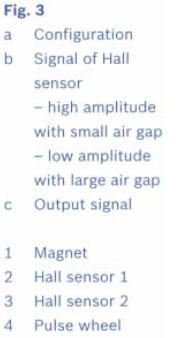 Fig. 3
a Configuration
b Signal of Hall
sensor
– high amplitude
with small air gap
– low amplitude
with large air gap
c Output signal
1 Magnet
2 Hall sensor 1
3 Hall sensor 2
4 Pulse wheel